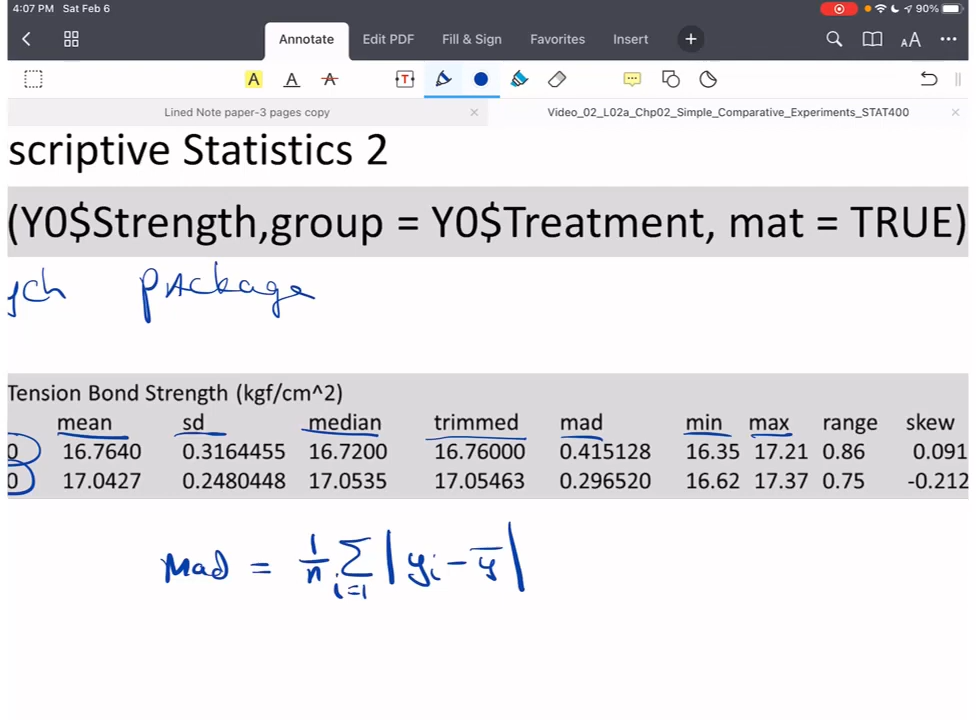 4:07 PM Sat Feb 6 90%
Annotate Edit PDF Fill & Sign Favorites Insert
Lined Note paper-3 pages copy Video_02_L02a_Chp02_Simple_Comparative_Experiments_STAT400
scriptive Statistics 2
(Y0$Strength,group = Y0$Treatment, mat = TRUE)
ych package
Tension Bond Strength (kgf/cm^2)
mean sd median trimmed mad min max range skew
0 16.7640 0.3164455 16.7200 16.76000 0.415128 16.35 17.21 0.86 0.091
0 17.0427 0.2480448 17.0535 17.05463 0.296520 16.62 17.37 0.75 -0.212
Mad = 1/n ∑ i=1 | yi - ȳ |